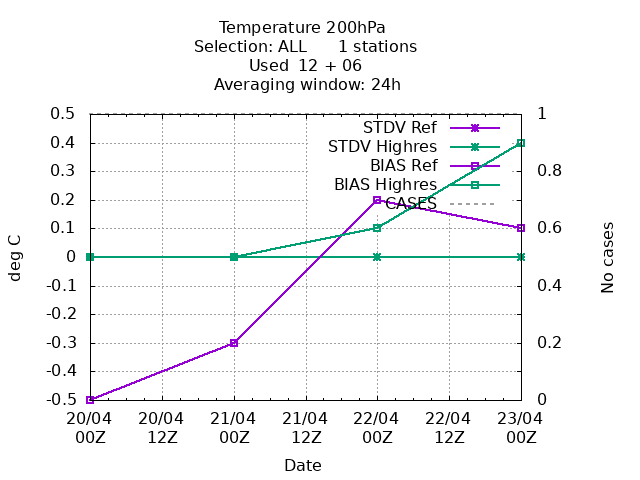 Temperature 200hPa
Selection: ALL      1 stations
Used  12 + 06
Averaging window: 24h
0.5
0.4
0.3
0.2
0.1
0
-0.1
-0.2
-0.3
-0.4
-0.5
deg C
1
0.8
0.6
0.4
0.2
0
No cases
STDV Ref
STDV Highres
BIAS Ref
BIAS Highres
CASES
20/04 20/04 21/04 21/04 22/04 22/04 23/04
00Z 12Z 00Z 12Z 00Z 12Z 00Z
Date